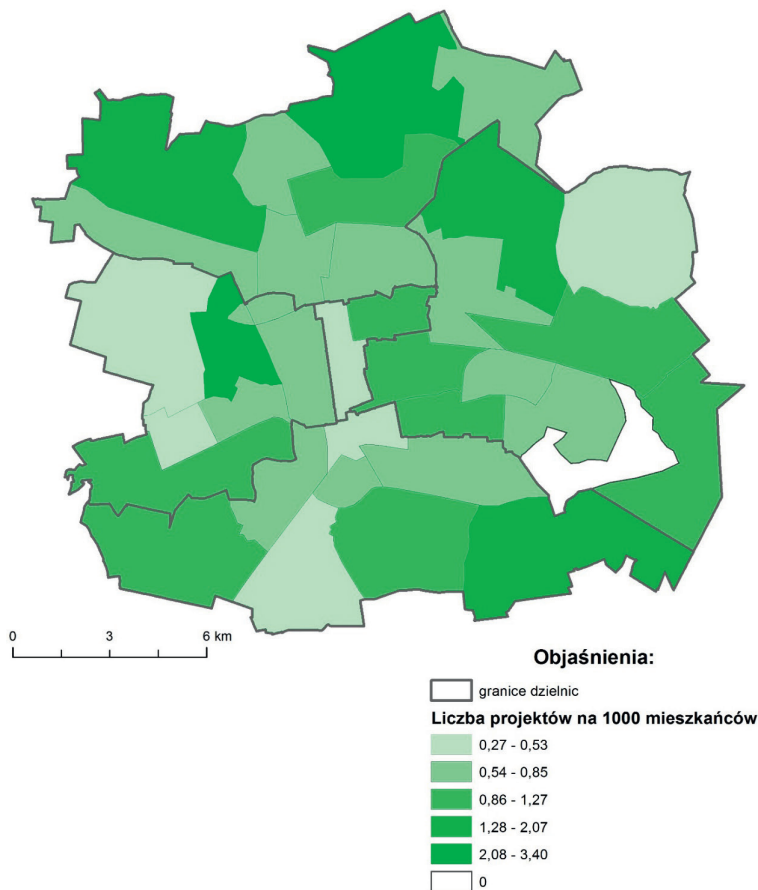 0 3 6 km
Objaśnienia:
granice dzielnic
Liczba projektów na 1000 mieszkańców
0,27 - 0,53
0,54 - 0,85
0,86 - 1,27
1,28 - 2,07
2,08 - 3,40
0